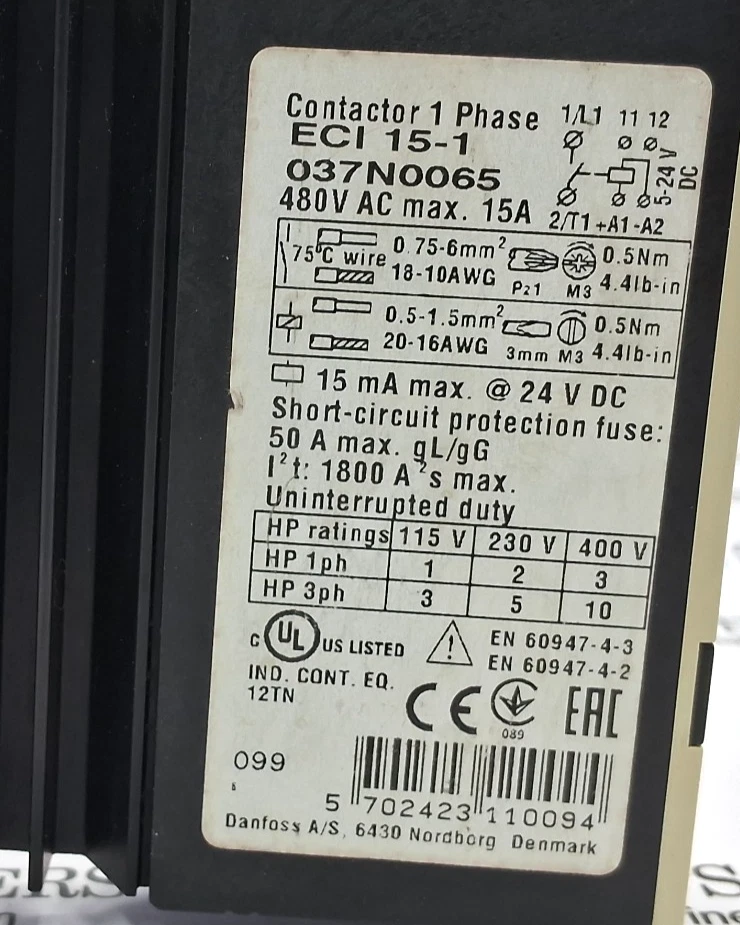 Contactor 1 Phase
ECI 15-1
037N0065
480V AC max. 15A
1/L1 11 12
5-24 V DC
2/T1 +A1 -A2
75°C wire 0.75-6mm² 0.5Nm
18-10AWG Pz1 M3 4.4lb-in
0.5-1.5mm² 0.5Nm
20-16AWG 3mm M3 4.4lb-in
15 mA max. @ 24 V DC
Short-circuit protection fuse:
50 A max. gL/gG
I²t: 1800 A²s max.
Uninterrupted duty
HP ratings 115 V 230 V 400 V
HP 1ph 1 2 3
HP 3ph 3 5 10
C UL US LISTED
EN 60947-4-3
EN 60947-4-2
IND. CONT. EQ.
12TN
CE
089
EAC
099
5 702423 110094
Danfoss A/S, 6430 Nordborg Denmark